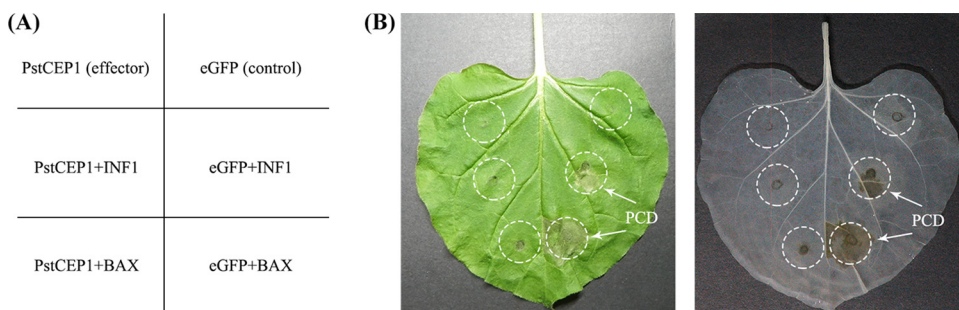 (A)
PstCEP1 (effector) eGFP (control)
PstCEP1+INF1 eGFP+INF1
PstCEP1+BAX eGFP+BAX
(B)
PCD
PCD